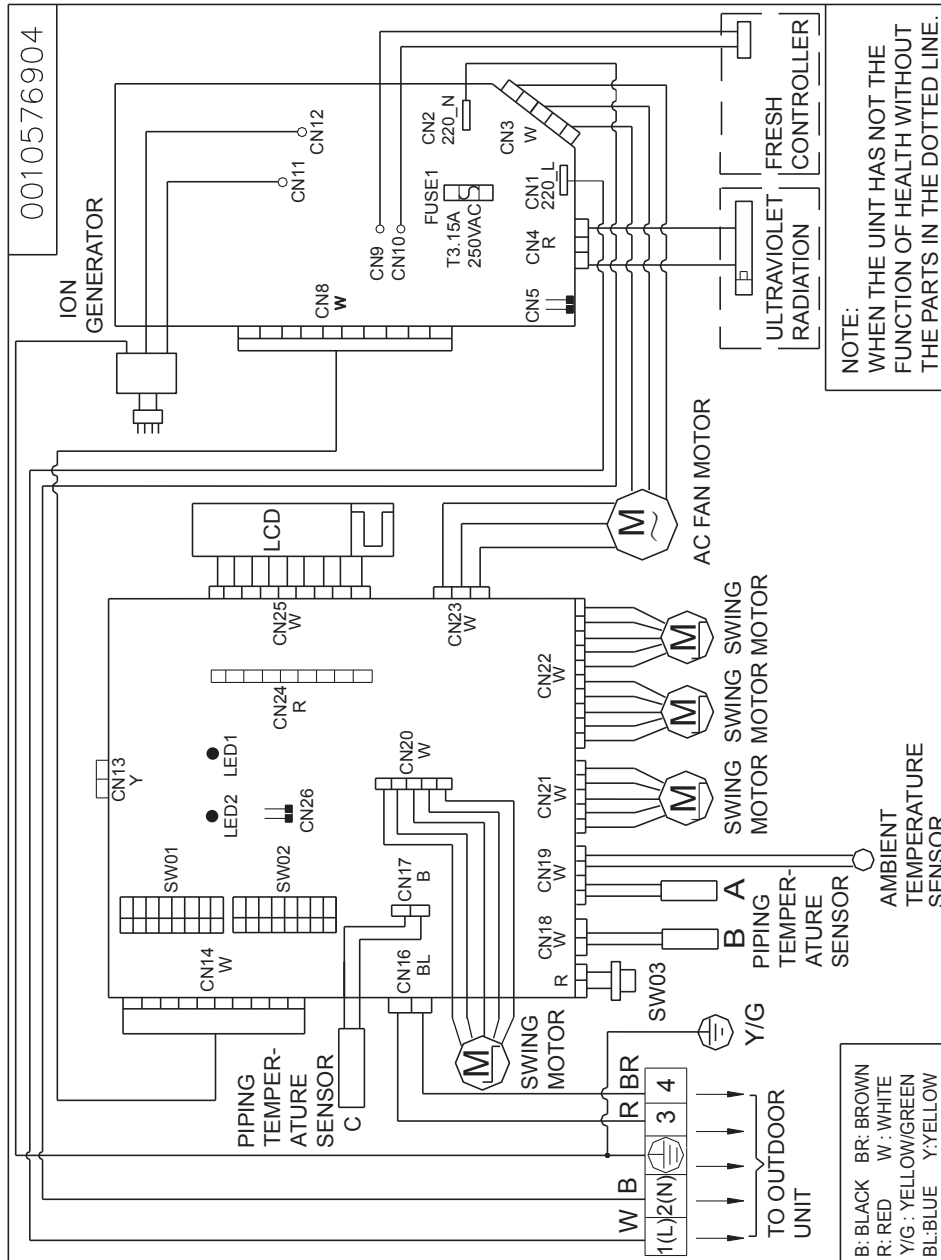 0010576904
ION
GENERATOR
CN11
CN12
CN9
CN10
CN8
W
FUSE1
T3.15A
250VAC
CN2
220_N
CN3
W
CN1
220_L
CN4
R
CN5
FRESH
CONTROLLER
ULTRAVIOLET
RADIATION
NOTE:
WHEN THE UINT HAS NOT THE
FUNCTION OF HEALTH WITHOUT
THE PARTS IN THE DOTTED LINE.
LCD
CN25
W
CN23
W
M
~
AC FAN MOTOR
CN13
Y
LED2
LED1
CN24
R
CN26
SW01
SW02
CN20
W
CN14
W
CN17
B
CN16
BL
R
CN18
W
CN19
W
CN21
W
CN22
W
M
SWING
MOTOR
M
SWING
MOTOR
M
SWING
MOTOR
SW03
B
A
PIPING
TEMPER-
ATURE
SENSOR
AMBIENT
TEMPERATURE
SENSOR
PIPING
TEMPER-
ATURE
SENSOR
C
M
SWING
MOTOR
Y/G
W
B
R
BR
1(L)
2(N)
3
4
TO OUTDOOR
UNIT
B: BLACK BR: BROWN
R: RED W: WHITE
Y/G : YELLOW/GREEN
BL:BLUE Y:YELLOW